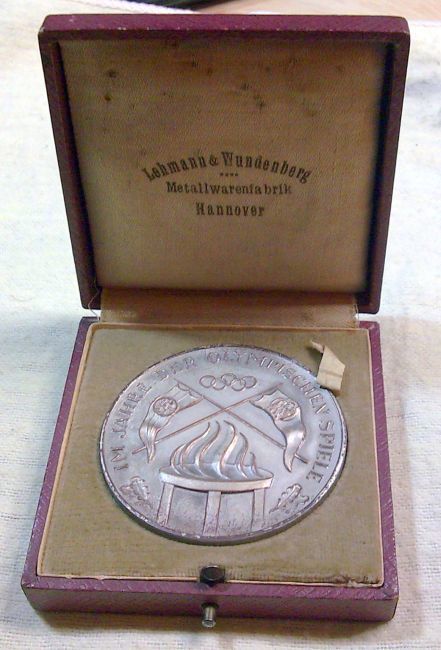 Lehmann & Wundenberg
Metallwarenfabrik
Hannover
IM JAHRE DER OLYMPISCHEN SPIELE